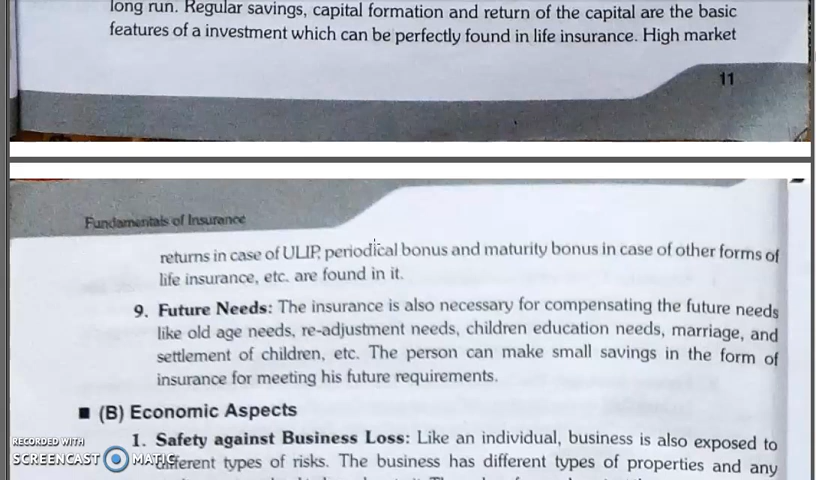 long run. Regular savings, capital formation and return of the capital are the basic
features of a investment which can be perfectly found in life insurance. High market
11
Fundamentals of Insurance
returns in case of ULIP, periodical bonus and maturity bonus in case of other forms of
life insurance, etc. are found in it.
9. Future Needs: The insurance is also necessary for compensating the future needs
like old age needs, re-adjustment needs, children education needs, marriage, and
settlement of children, etc. The person can make small savings in the form of
insurance for meeting his future requirements.
(B) Economic Aspects
1. Safety against Business Loss: Like an individual, business is also exposed to
different types of risks. The business has different types of properties and any
RECORDED WITH
SCREENCAST MATIC